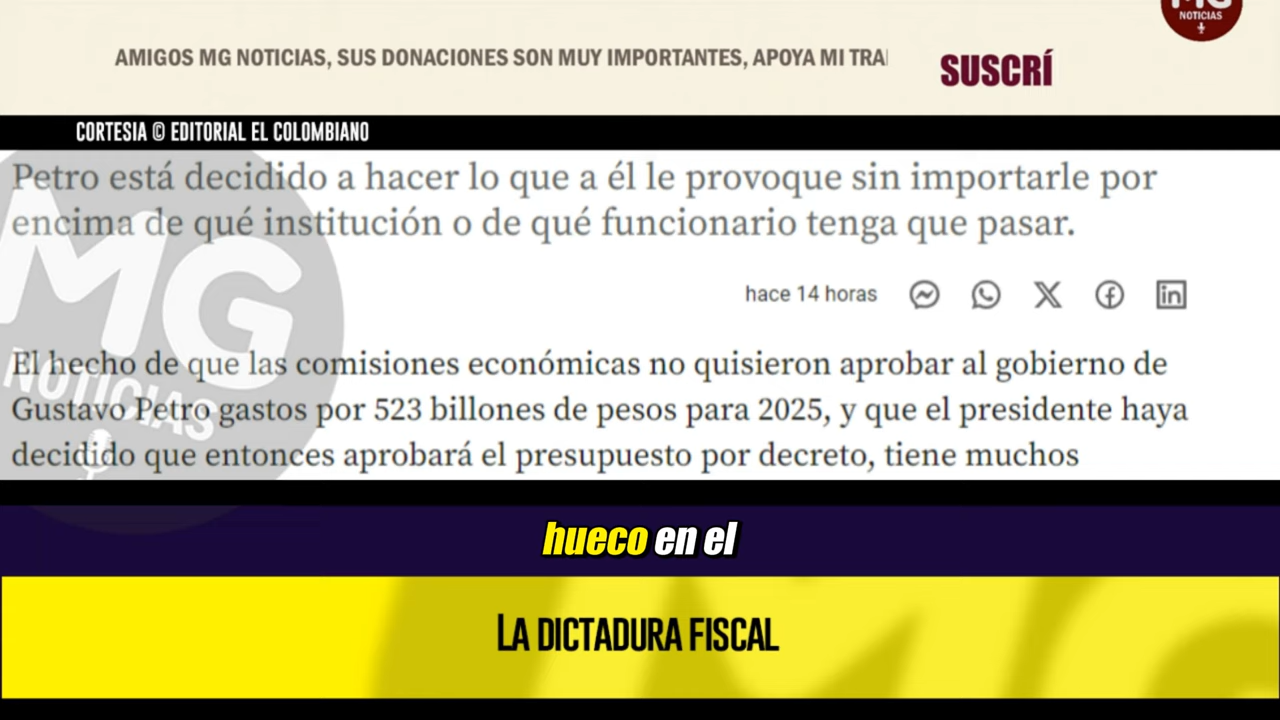 MG
NOTICIAS
AMIGOS MG NOTICIAS, SUS DONACIONES SON MUY IMPORTANTES, APOYA MI TRA
SUSCRÍ
CORTESIA © EDITORIAL EL COLOMBIANO
Petro está decidido a hacer lo que a él le provoque sin importarle por
encima de qué institución o de qué funcionario tenga que pasar.
hace 14 horas
El hecho de que las comisiones económicas no quisieron aprobar al gobierno de
Gustavo Petro gastos por 523 billones de pesos para 2025, y que el presidente haya
decidido que entonces aprobará el presupuesto por decreto, tiene muchos
MG
NOTICIAS
hueco en el
LA DICTADURA FISCAL